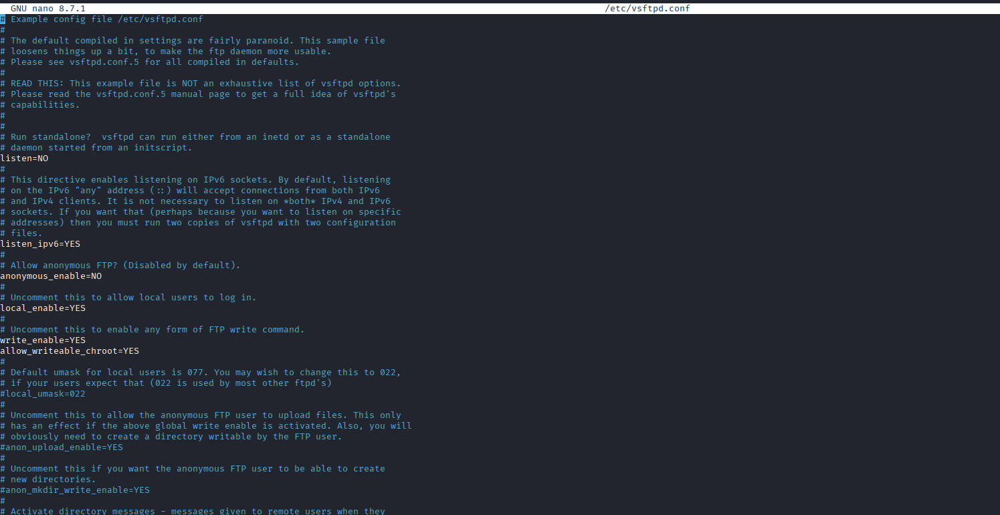 GNU nano 8.7.1 /etc/vsftpd.conf
# Example config file /etc/vsftpd.conf
#
# The default compiled in settings are fairly paranoid. This sample file
# loosens things up a bit, to make the ftp daemon more usable.
# Please see vsftpd.conf.5 for all compiled in defaults.
#
# READ THIS: This example file is NOT an exhaustive list of vsftpd options.
# Please read the vsftpd.conf.5 manual page to get a full idea of vsftpd's
# capabilities.
#
#
# Run standalone?  vsftpd can run either from an inetd or as a standalone
# daemon started from an initscript.
listen=NO
#
# This directive enables listening on IPv6 sockets. By default, listening
# on the IPv6 "any" address (::) will accept connections from both IPv6
# and IPv4 clients. It is not necessary to listen on *both* IPv4 and IPv6
# sockets. If you want that (perhaps because you want to listen on specific
# addresses) then you must run two copies of vsftpd with two configuration
# files.
listen_ipv6=YES
#
# Allow anonymous FTP? (Disabled by default).
anonymous_enable=NO
#
# Uncomment this to allow local users to log in.
local_enable=YES
#
# Uncomment this to enable any form of FTP write command.
write_enable=YES
allow_writeable_chroot=YES
#
# Default umask for local users is 077. You may wish to change this to 022,
# if your users expect that (022 is used by most other ftpd's)
#local_umask=022
#
# Uncomment this to allow the anonymous FTP user to upload files. This only
# has an effect if the above global write enable is activated. Also, you will
# obviously need to create a directory writable by the FTP user.
#anon_upload_enable=YES
#
# Uncomment this if you want the anonymous FTP user to be able to create
# new directories.
#anon_mkdir_write_enable=YES
#
# Activate directory messages - messages given to remote users when they